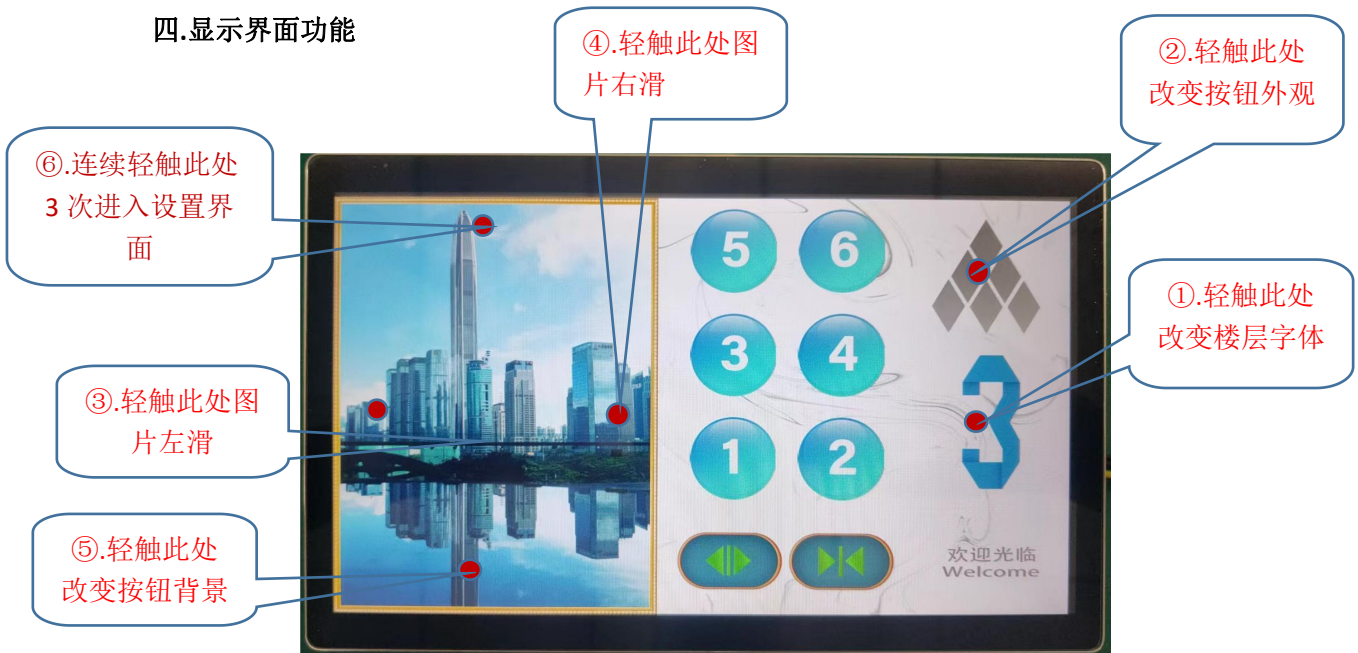 四.显示界面功能
④.轻触此处图
片右滑
②.轻触此处
改变按钮外观
⑥.连续轻触此处
3 次进入设置界
面
①.轻触此处
改变楼层字体
③.轻触此处图
片左滑
⑤.轻触此处
改变按钮背景
5 6
3 4
1 2
3
欢迎光临
Welcome